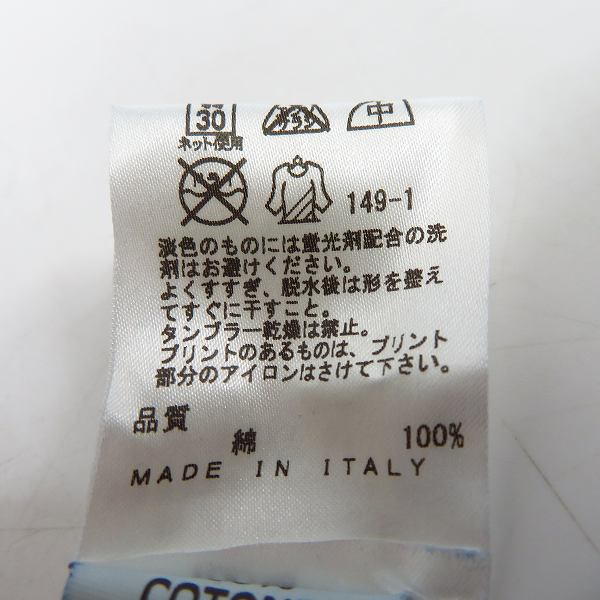 30 中
ネット使用
149-1
淡色のものには蛍光剤配合の洗
剤はお避けください。
よくすすぎ、脱水後は形を整え
てすぐに干すこと。
タンブラー乾燥は禁止。
プリントのあるものは、プリント
部分のアイロンはさけて下さい。
品質
綿 100%
MADE IN ITALY